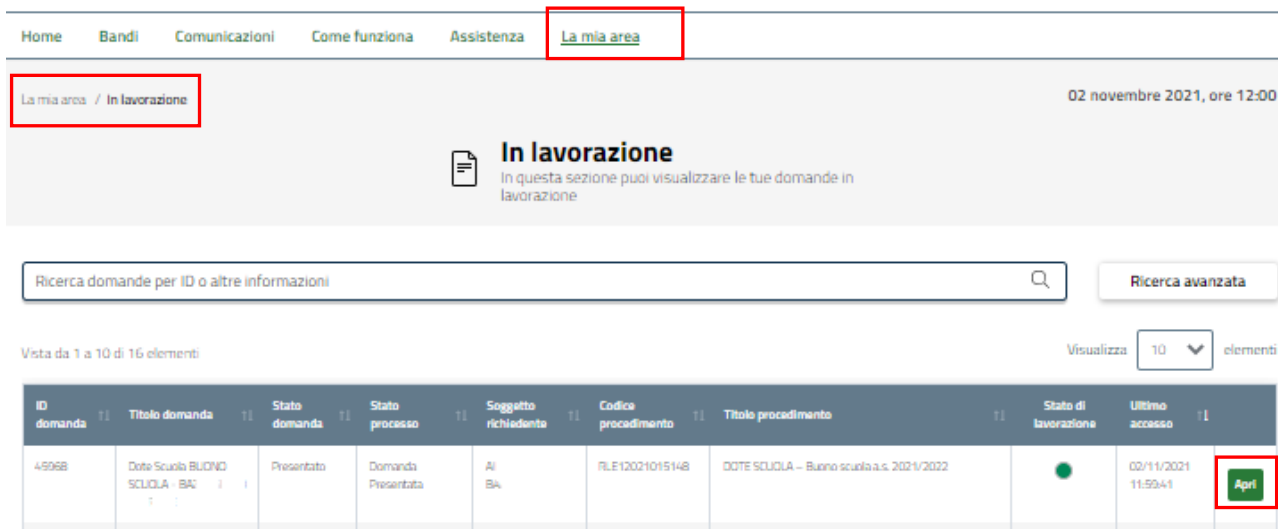 Home Bandi Comunicazioni Come funziona Assistenza La mia area
La mia area / In lavorazione
02 novembre 2021, ore 12:00
In lavorazione
In questa sezione puoi visualizzare le tue domande in
lavorazione
Ricerca domande per ID o altre informazioni
Ricerca avanzata
Vista da 1 a 10 di 16 elementi
Visualizza 10 elementi
ID domanda Titolo domanda Stato domanda Stato processo Soggetto richiedente Codice procedimento Titolo procedimento Stato di lavorazione Ultimo accesso
Dote Scuola BUONO
SCUOLA -
Presentato
Domanda
Presentata
RLE12021015148
DOTE SCUOLA – Buono scuola a.s. 2021/2022
02/11/2021
11:59:41
Apri